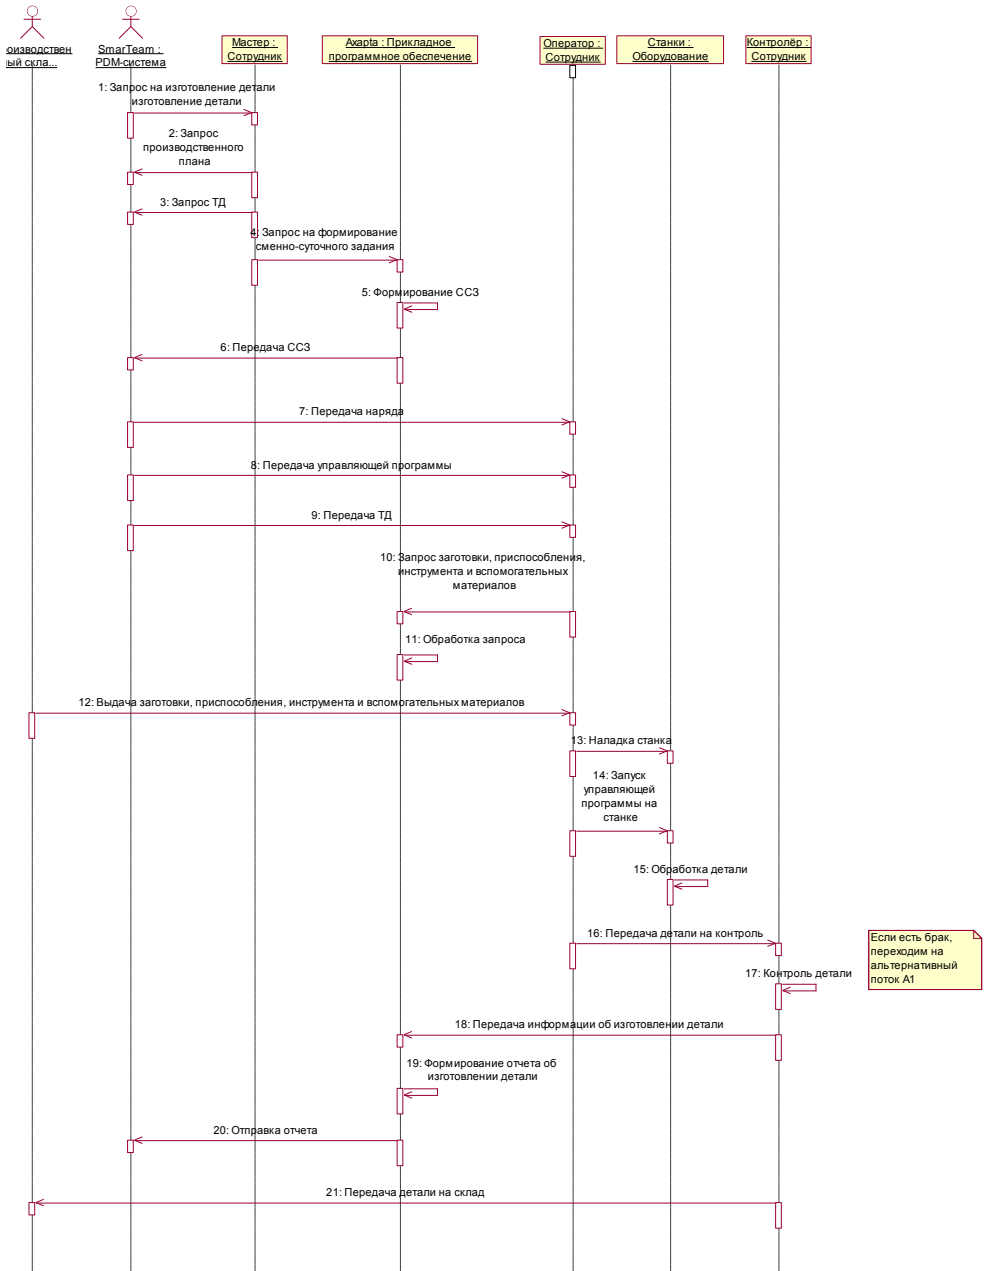 оизводствен
ый скла...
SmarTeam :
PDM-система
Мастер :
Сотрудник
Axapta : Прикладное
программное обеспечение
Оператор :
Сотрудник
Станки :
Оборудование
Контролёр :
Сотрудник
1: Запрос на изготовление детали
изготовление детали
2: Запрос
производственного
плана
3: Запрос ТД
4: Запрос на формирование
сменно-суточного задания
5: Формирование ССЗ
6: Передача ССЗ
7: Передача наряда
8: Передача управляющей программы
9: Передача ТД
10: Запрос заготовки, приспособления,
инструмента и вспомогательных
материалов
11: Обработка запроса
12: Выдача заготовки, приспособления, инструмента и вспомогательных материалов
13: Наладка станка
14: Запуск
управляющей
программы на
станке
15: Обработка детали
16: Передача детали на контроль
Если есть брак,
переходим на
альтернативный
поток А1
17: Контроль детали
18: Передача информации об изготовлении детали
19: Формирование отчета об
изготовлении детали
20: Отправка отчета
21: Передача детали на склад